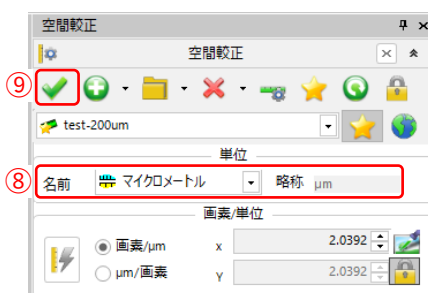 空間較正
空間較正
⑨
test-200um
単位
⑧ 名前 マイクロメートル 略称 μm
画素/単位
画素/μm x 2.0392
μm/画素 y 2.0392